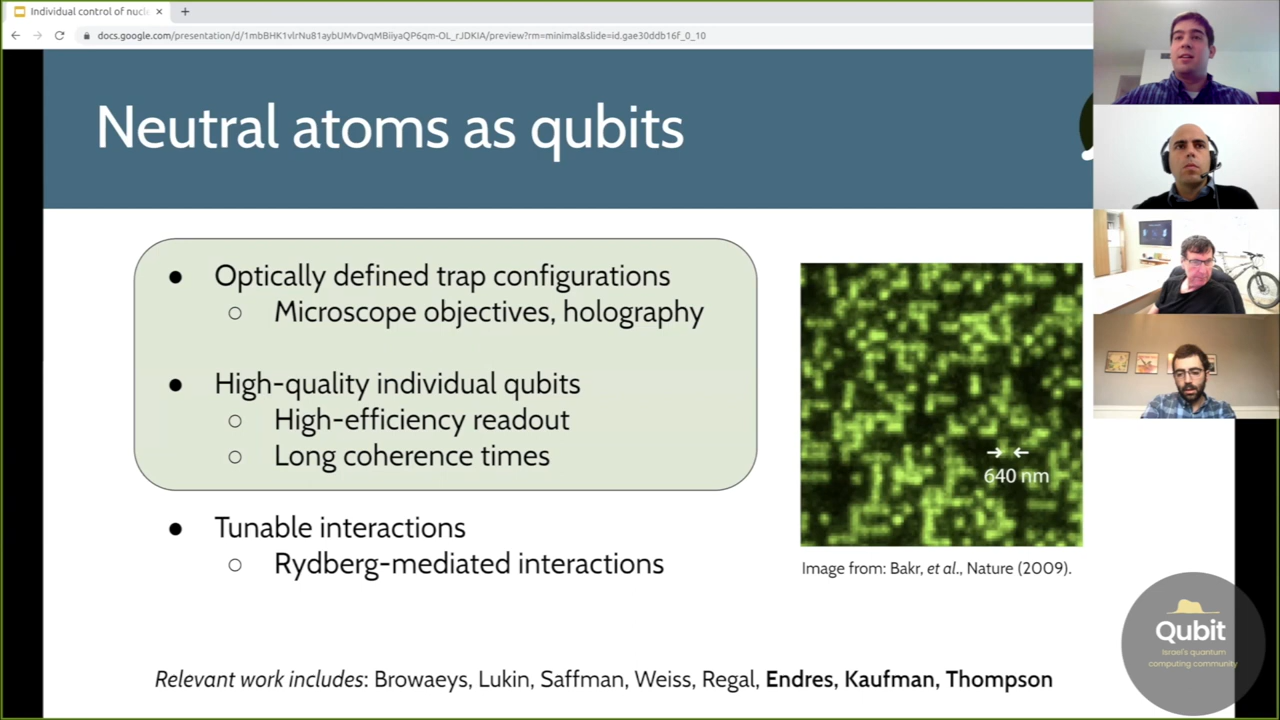 Individual control of nucl
docs.google.com/presentation/d/1mbBHK1vlrNu81aybUMvDvqMBiiyaQP6qm-OL_rJDKIA/preview?rm=minimal&slide=id.gae30ddb16f_0_10
Neutral atoms as qubits
● Optically defined trap configurations
○ Microscope objectives, holography
● High-quality individual qubits
○ High-efficiency readout
○ Long coherence times
● Tunable interactions
○ Rydberg-mediated interactions
640 nm
Image from: Bakr, et al., Nature (2009).
Relevant work includes: Browaeys, Lukin, Saffman, Weiss, Regal, Endres, Kaufman, Thompson
Qubit
Israel's quantum
computing community